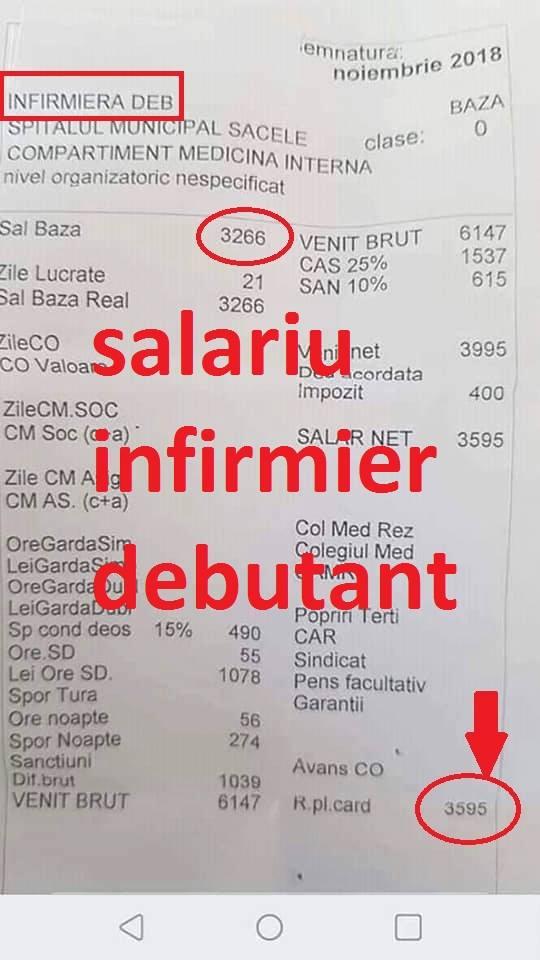 emnatura:
noiembrie 2018
INFIRMIERA DEB
BAZA
SPITALUL MUNICIPAL SACELE
clase: 0
COMPARTIMENT MEDICINA INTERNA
nivel organizatoric nespecificat
Sal Baza 3266
VENIT BRUT 6147
CAS 25% 1537
Zile Lucrate 21
SAN 10% 615
Sal Baza Real 3266
salariu
ZileCO
net 3995
CO Valoare
acordata
Impozit 400
ZileCM.SOC
CM Soc (c+a)
SALAR NET 3595
infirmier
Zile CM
CM AS. (c+a)
Col Med Rez
OreGardaSim
Colegiul Med
LeiGardaSim
debutant
OreGardaDubl
LeiGardaDubl
Popriri Terti
Sp cond deos 15% 490
CAR
Ore.SD 55
Sindicat
Lei Ore SD. 1078
Pens facultativ
Spor Tura
Garantii
Ore noapte 56
Spor Noapte 274
Sanctiuni
Avans CO
Dif.brut 1039
VENIT BRUT 6147
R.pl.card 3595